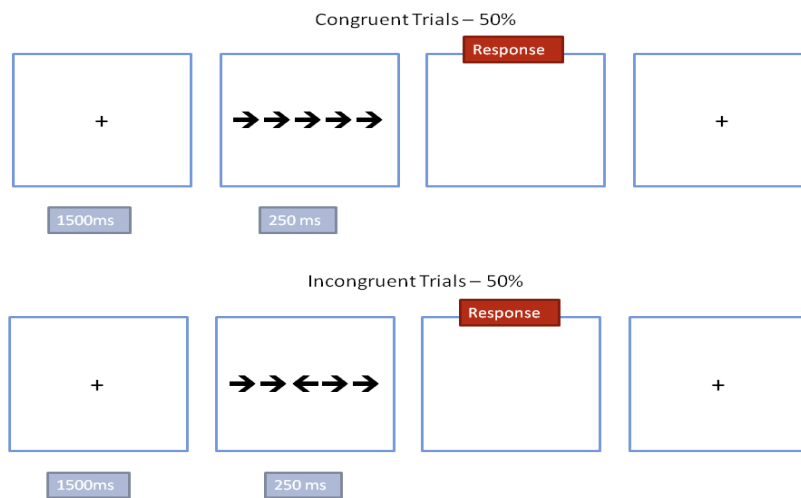 Congruent Trials – 50%
Response
+
→→→→→
+
1500ms
250 ms
Incongruent Trials – 50%
Response
+
→→←→→
+
1500ms
250 ms